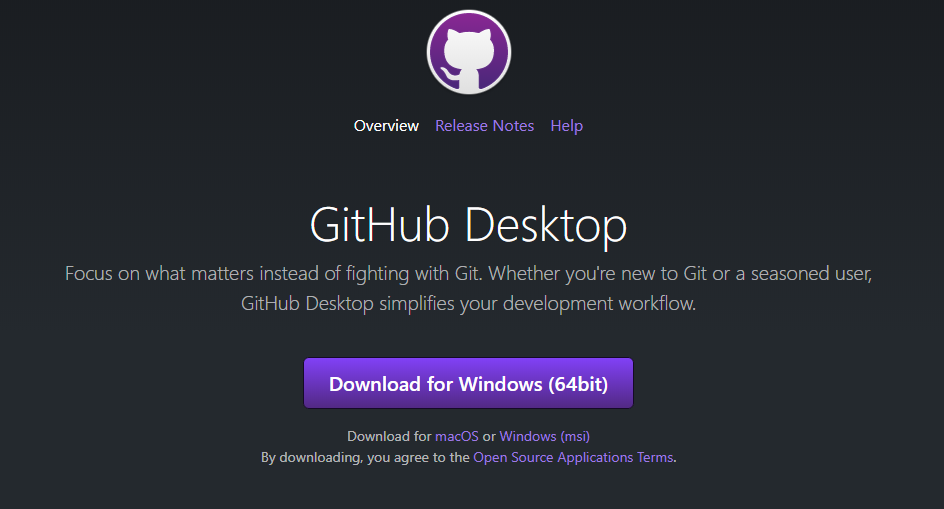 Overview Release Notes Help
GitHub Desktop
Focus on what matters instead of fighting with Git. Whether you're new to Git or a seasoned user,
GitHub Desktop simplifies your development workflow.
Download for Windows (64bit)
Download for macOS or Windows (msi)
By downloading, you agree to the Open Source Applications Terms.